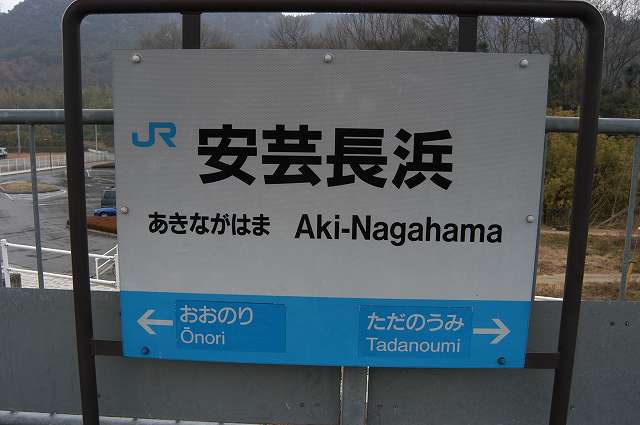 JR 安芸長浜
あきながはま Aki-Nagahama
←おおのり
Ōnori
ただのうみ→
Tadanoumi